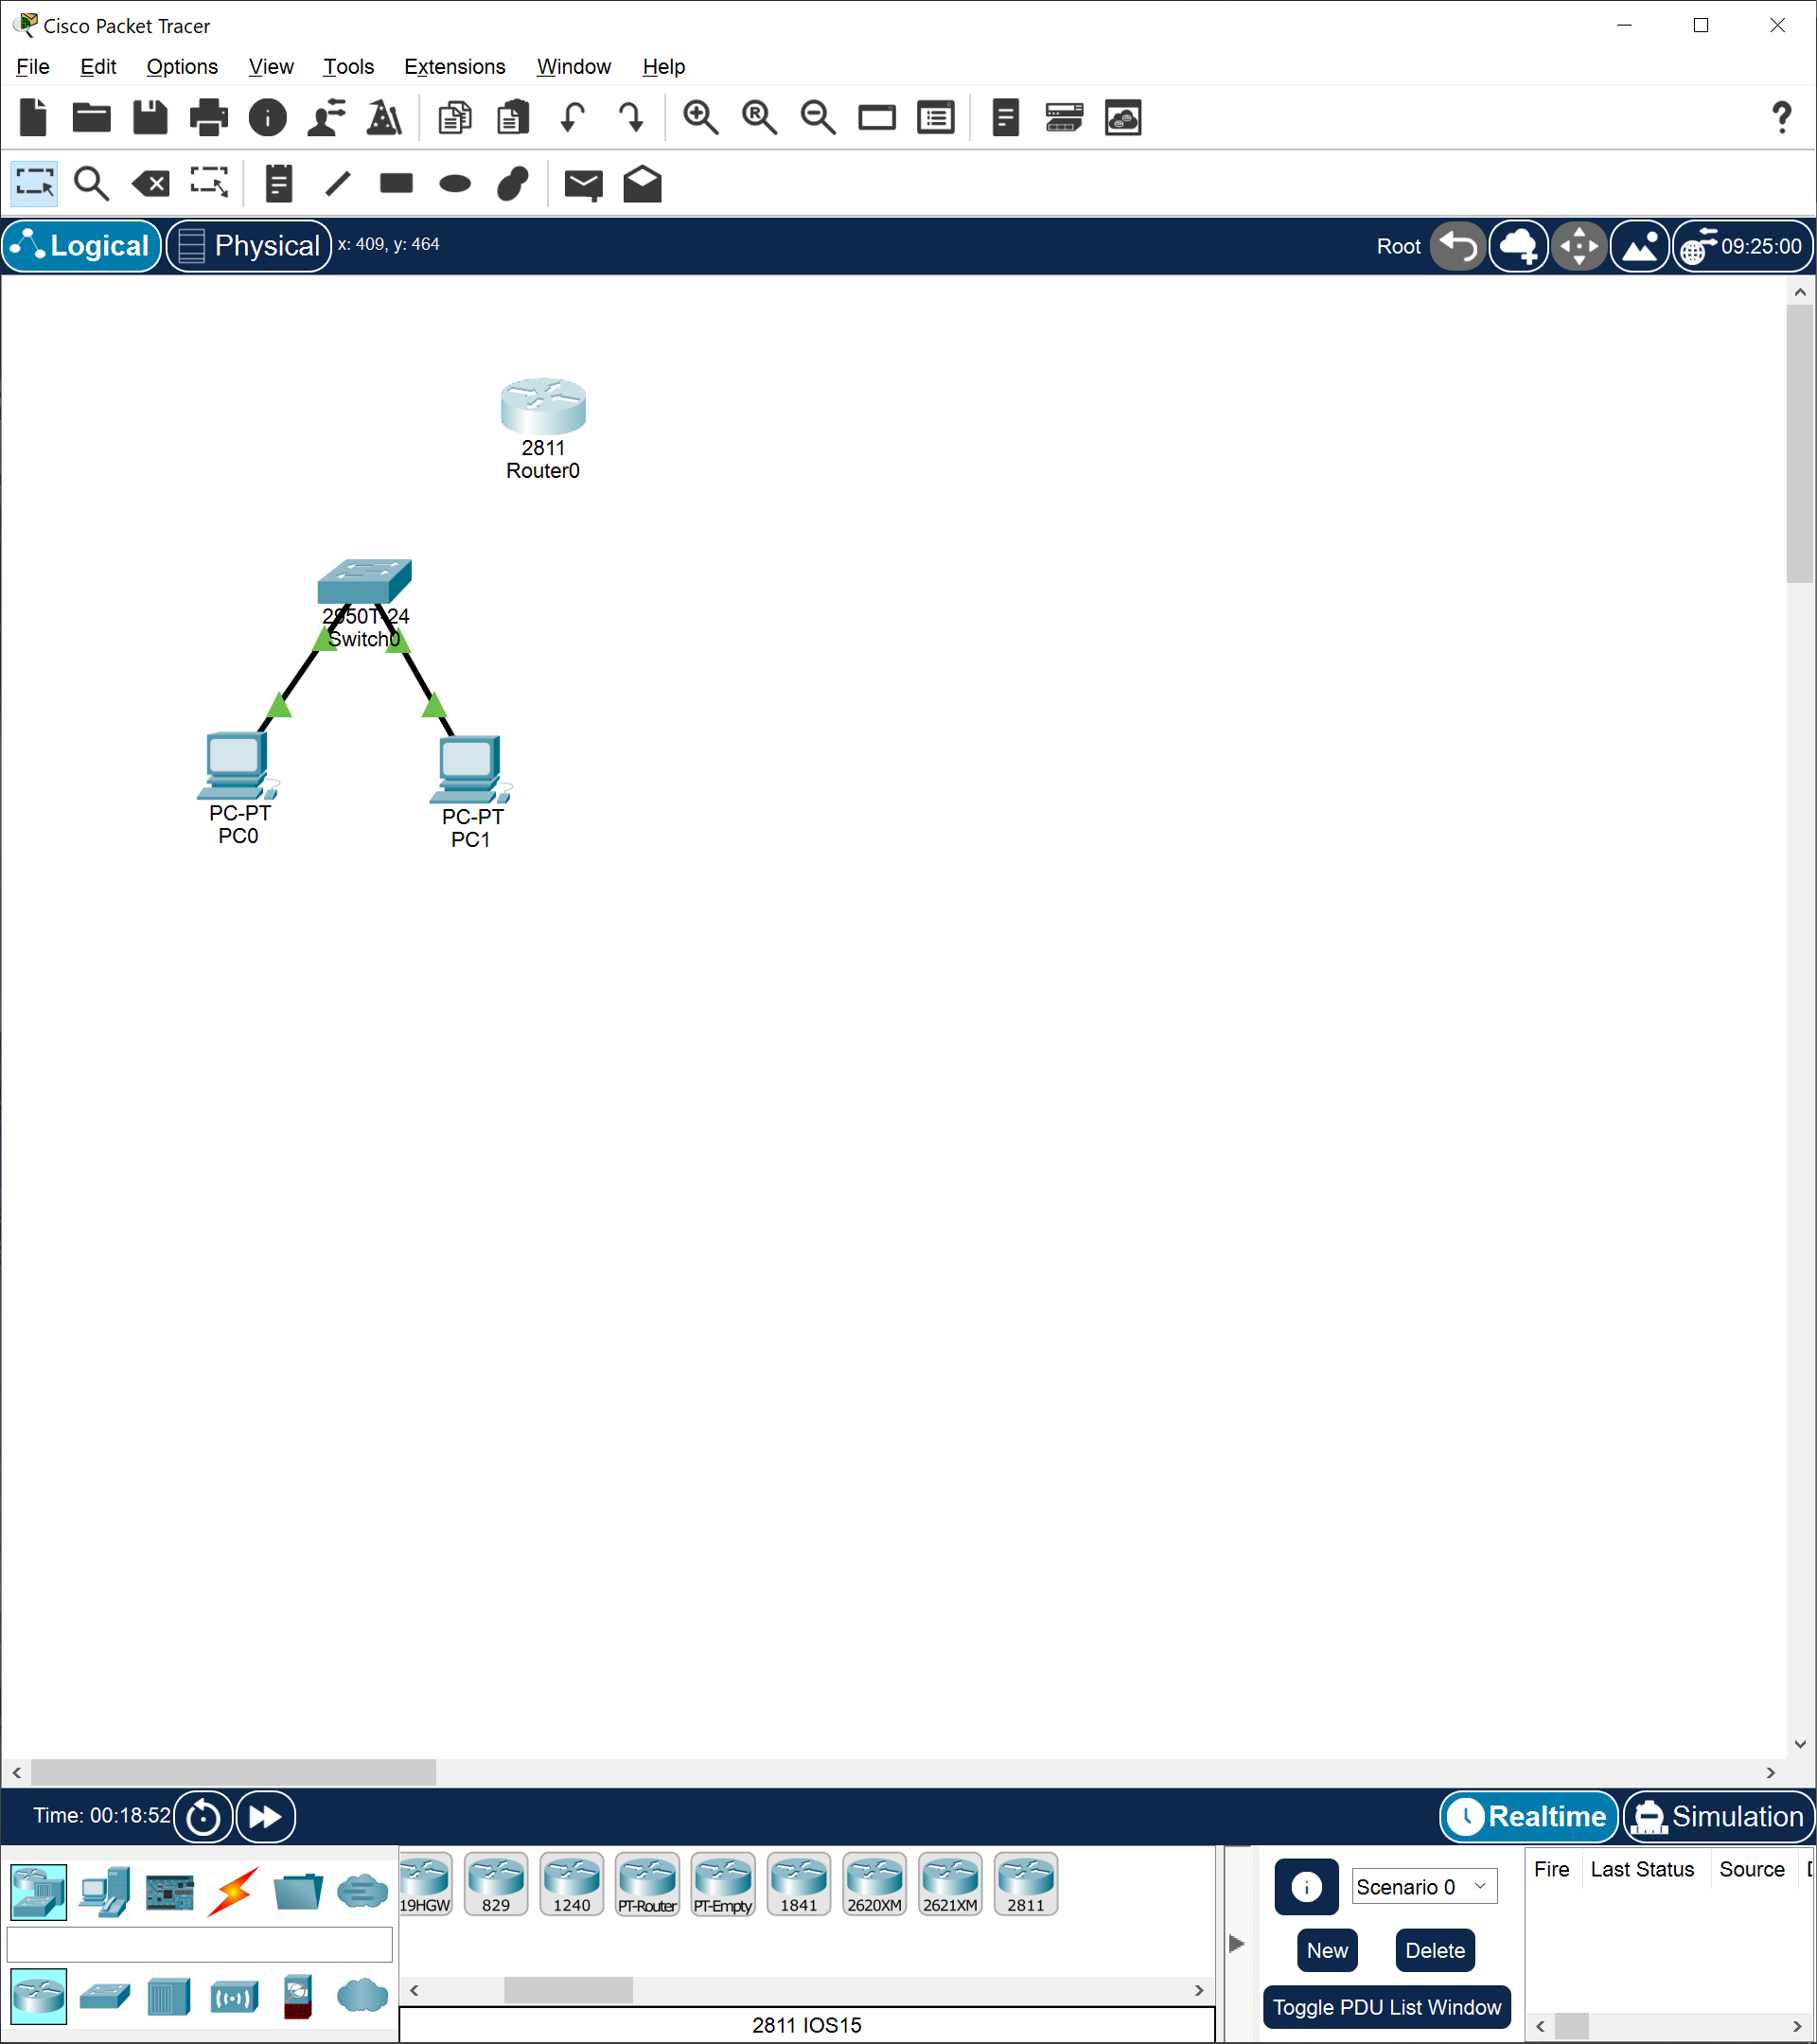 Cisco Packet Tracer
File Edit Options View Tools Extensions Window Help
Logical Physical x: 409, y: 464 Root 09:25:00
2811
Router0
2950T-24
Switch0
PC-PT
PC0
PC-PT
PC1
Time: 00:18:52 Realtime Simulation
19HGW 829 1240 PT-Router PT-Empty 1841 2620XM 2621XM 2811
Scenario 0
Fire Last Status Source
New Delete
Toggle PDU List Window
2811 IOS15